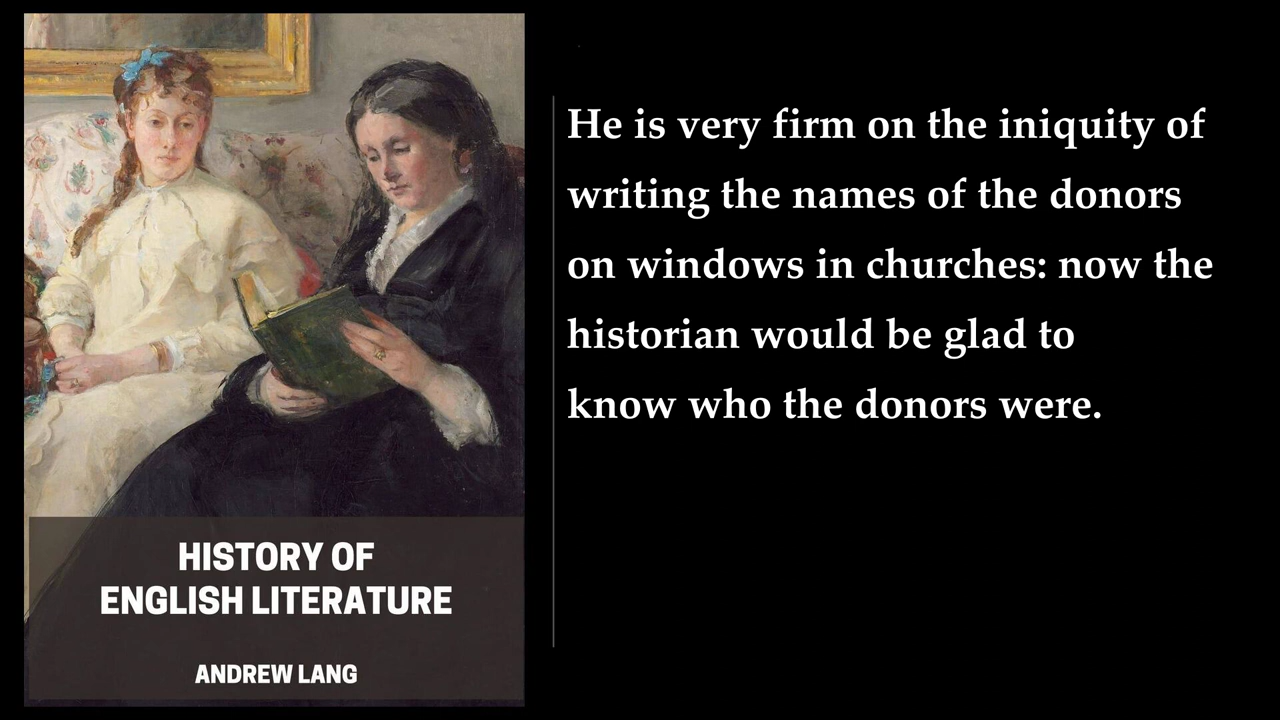 HISTORY OF
ENGLISH LITERATURE
ANDREW LANG
He is very firm on the iniquity of
writing the names of the donors
on windows in churches: now the
historian would be glad to
know who the donors were.